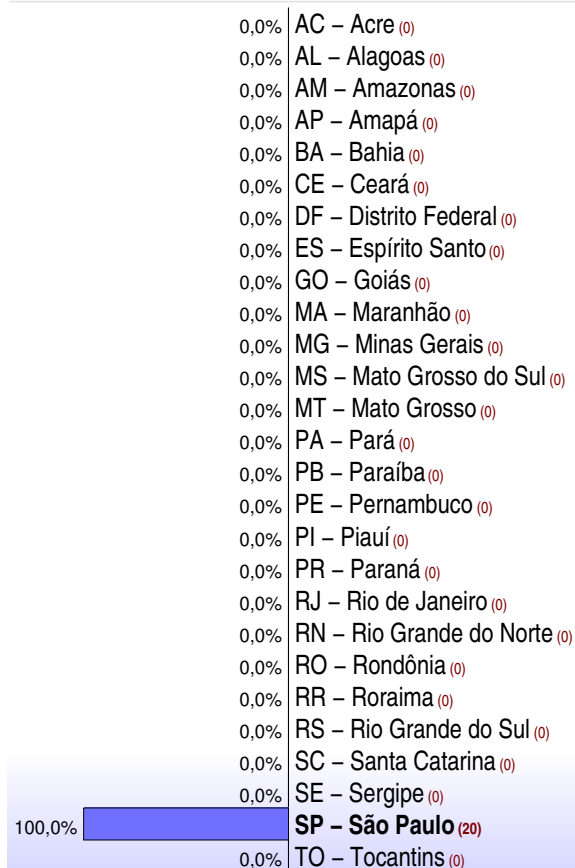 0,0% AC – Acre (0)
0,0% AL – Alagoas (0)
0,0% AM – Amazonas (0)
0,0% AP – Amapá (0)
0,0% BA – Bahia (0)
0,0% CE – Ceará (0)
0,0% DF – Distrito Federal (0)
0,0% ES – Espírito Santo (0)
0,0% GO – Goiás (0)
0,0% MA – Maranhão (0)
0,0% MG – Minas Gerais (0)
0,0% MS – Mato Grosso do Sul (0)
0,0% MT – Mato Grosso (0)
0,0% PA – Pará (0)
0,0% PB – Paraíba (0)
0,0% PE – Pernambuco (0)
0,0% PI – Piauí (0)
0,0% PR – Paraná (0)
0,0% RJ – Rio de Janeiro (0)
0,0% RN – Rio Grande do Norte (0)
0,0% RO – Rondônia (0)
0,0% RR – Roraima (0)
0,0% RS – Rio Grande do Sul (0)
0,0% SC – Santa Catarina (0)
0,0% SE – Sergipe (0)
100,0% SP – São Paulo (20)
0,0% TO – Tocantins (0)